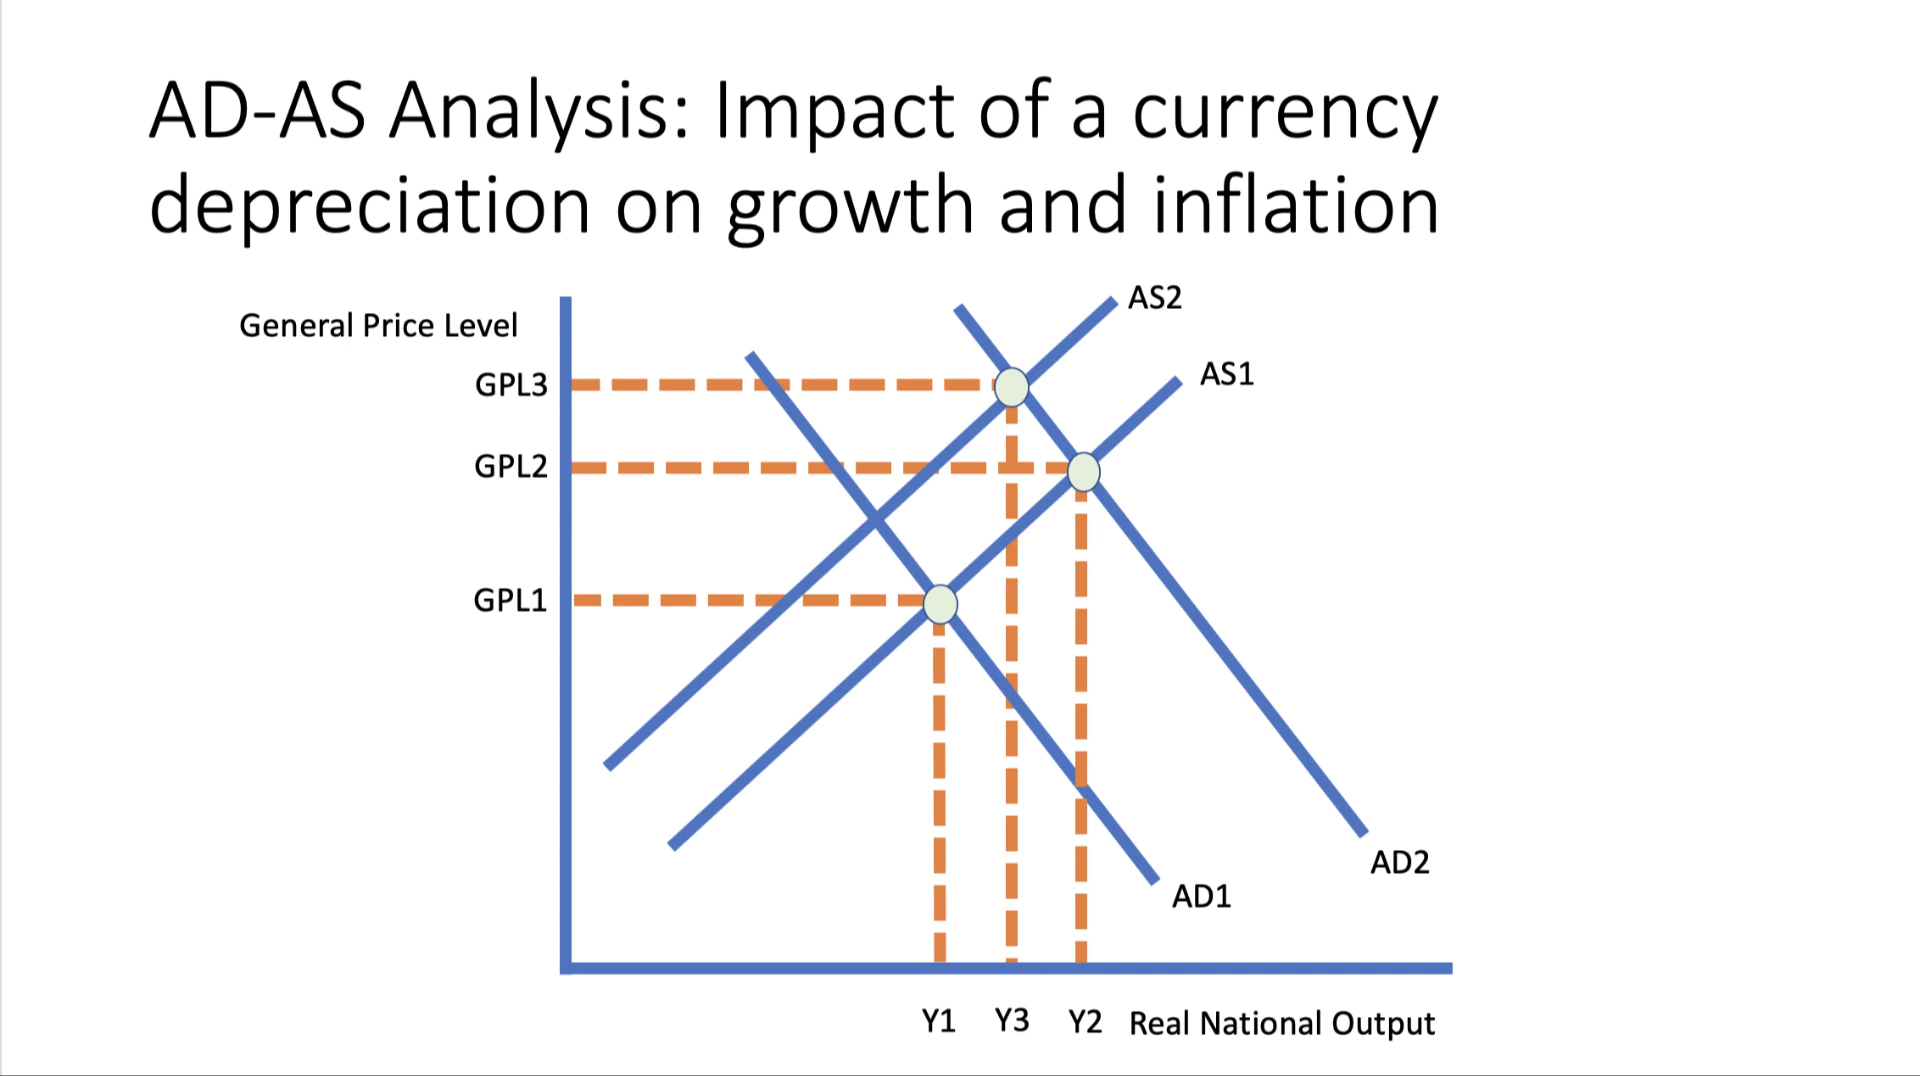 AD-AS Analysis: Impact of a currency
depreciation on growth and inflation
General Price Level
AS2
AS1
GPL3
GPL2
GPL1
AD2
AD1
Y1 Y3 Y2 Real National Output